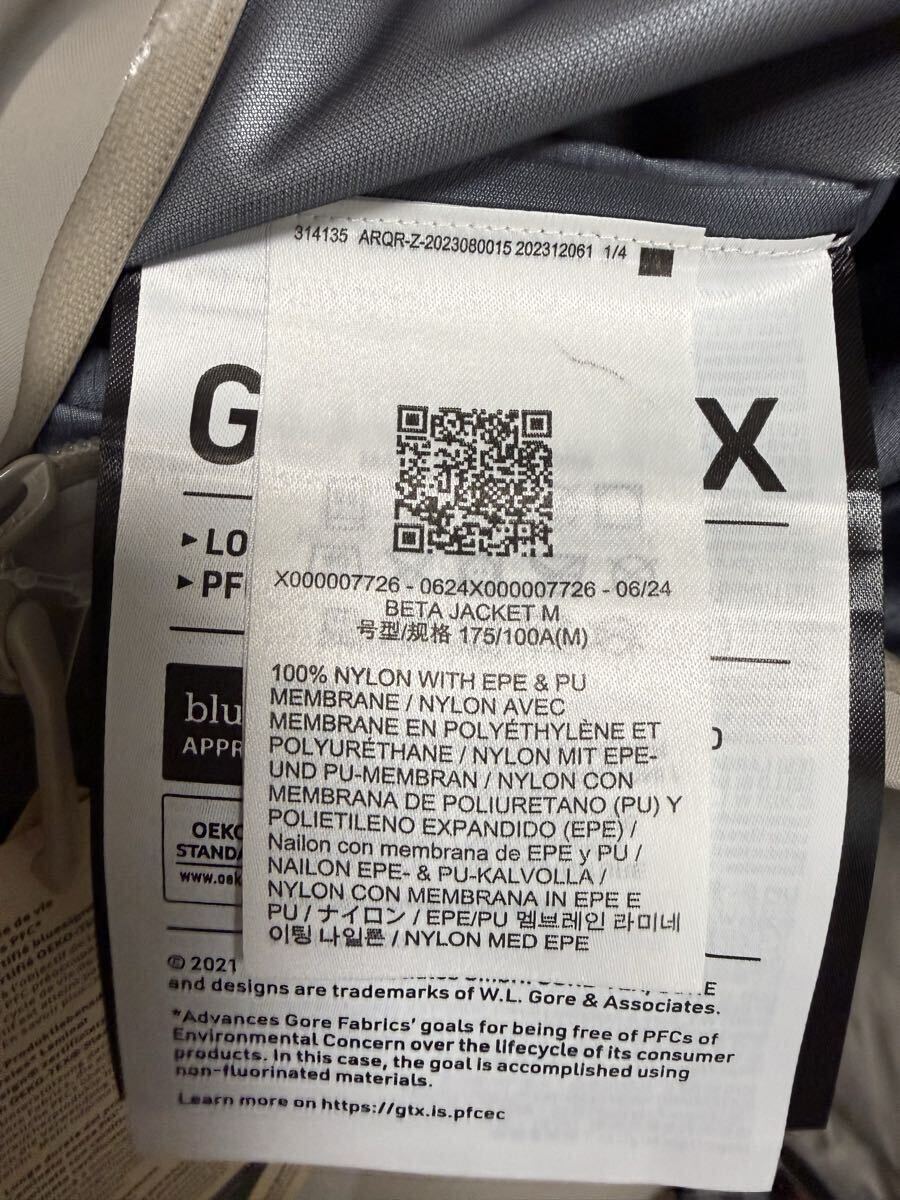 314135 ARQR-Z-2023080015 202312061 1/4
G
X
X000007726 - 0624X000007726 - 06/24
BETA JACKET M
号型/规格 175/100A(M)
100% NYLON WITH EPE & PU
MEMBRANE / NYLON AVEC
MEMBRANE EN POLYÉTHYLÈNE ET
POLYURÉTHANE / NYLON MIT EPE-
UND PU-MEMBRAN / NYLON CON
MEMBRANA DE POLIURETANO (PU) Y
POLIETILENO EXPANDIDO (EPE) /
Nailon con membrana de EPE y PU /
NAILON EPE- & PU-KALVOLLA /
NYLON CON MEMBRANA IN EPE E
PU / ナイロン / EPE/PU 멤브레인 라미네
이팅 나일론 / NYLON MED EPE
▸ LO
▸ PF
blu
APPR
OEKO
STANDA
www.oek
© 2021
and designs are trademarks of W.L. Gore & Associates.
*Advances Gore Fabrics' goals for being free of PFCs of
Environmental Concern over the lifecycle of its consumer
products. In this case, the goal is accomplished using
non-fluorinated materials.
Learn more on https://gtx.is.pfcec